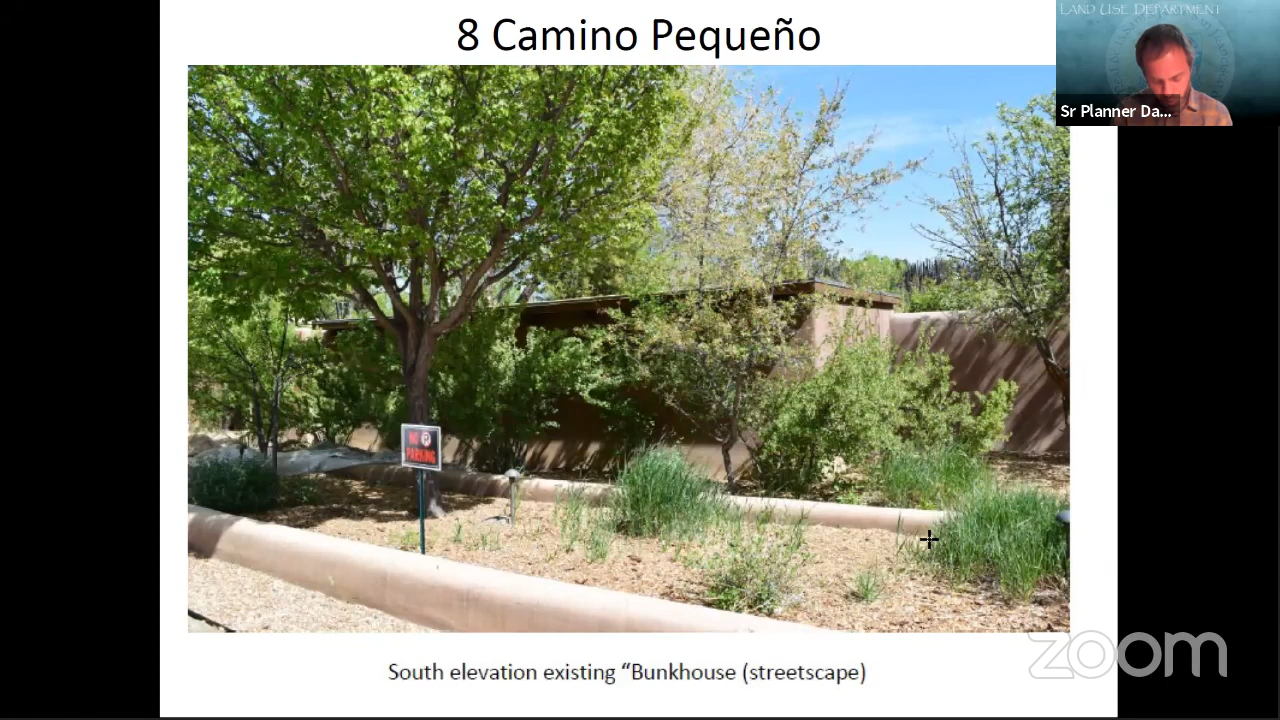 8 Camino Pequeño
LAND USE DEPARTMENT
Sr Planner Da...
NO P
PARKING
South elevation existing “Bunkhouse (streetscape)
zoom